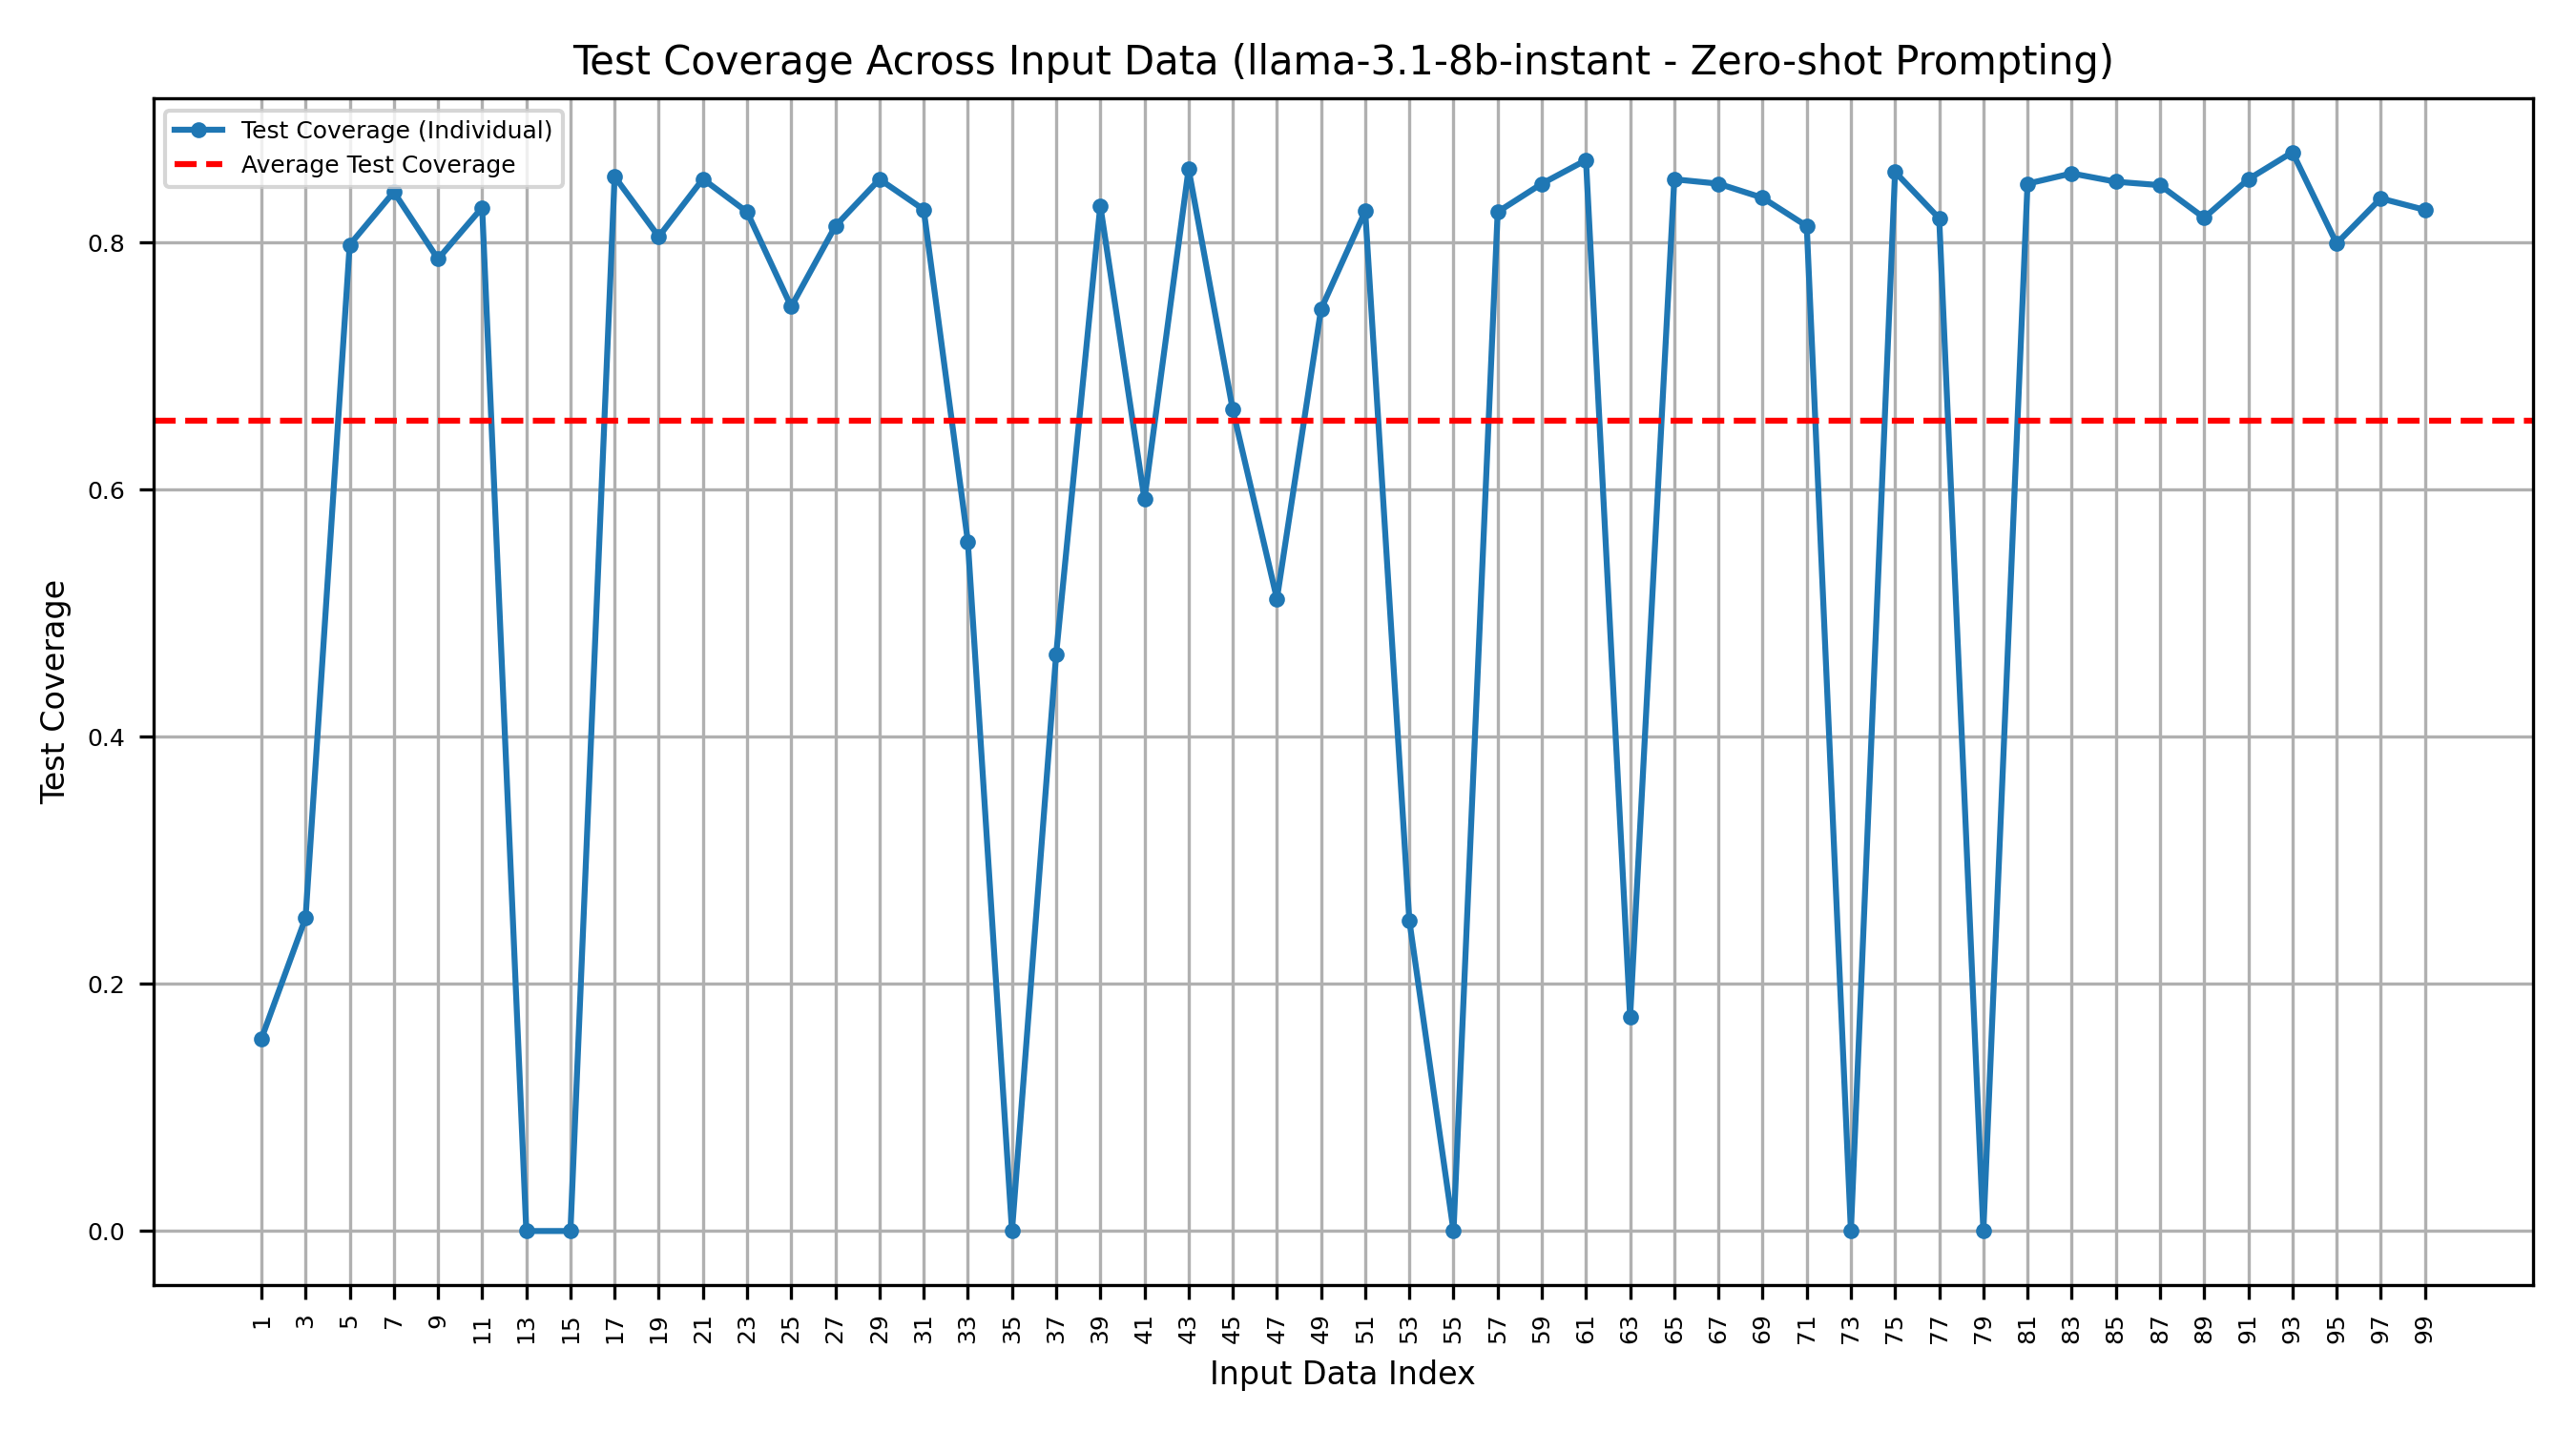 Test Coverage Across Input Data (llama-3.1-8b-instant - Zero-shot Prompting)
Test Coverage (Individual)
Average Test Coverage
Test Coverage
0.8
0.6
0.4
0.2
0.0
1 3 5 7 9 11 13 15 17 19 21 23 25 27 29 31 33 35 37 39 41 43 45 47 49 51 53 55 57 59 61 63 65 67 69 71 73 75 77 79 81 83 85 87 89 91 93 95 97 99
Input Data Index